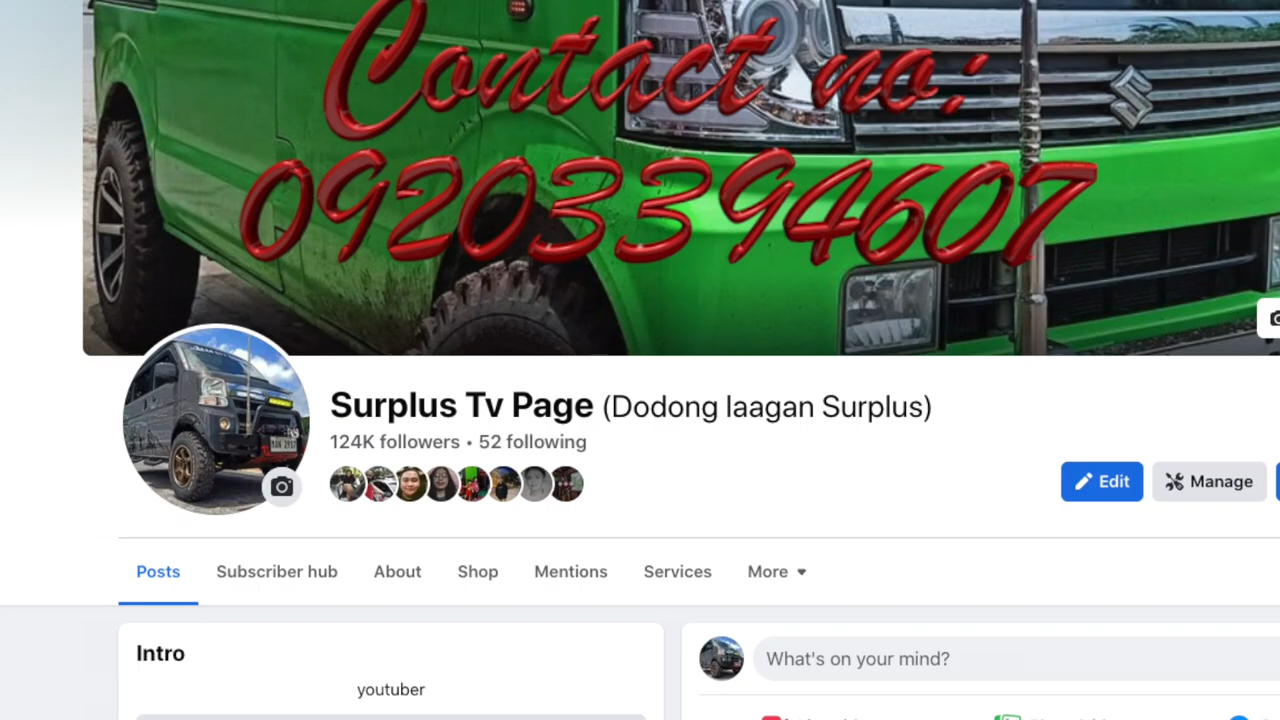 Contact no:
09203394607
Surplus Tv Page (Dodong laagan Surplus)
124K followers • 52 following
Edit
Manage
Posts
Subscriber hub
About
Shop
Mentions
Services
More
Intro
What's on your mind?
youtuber